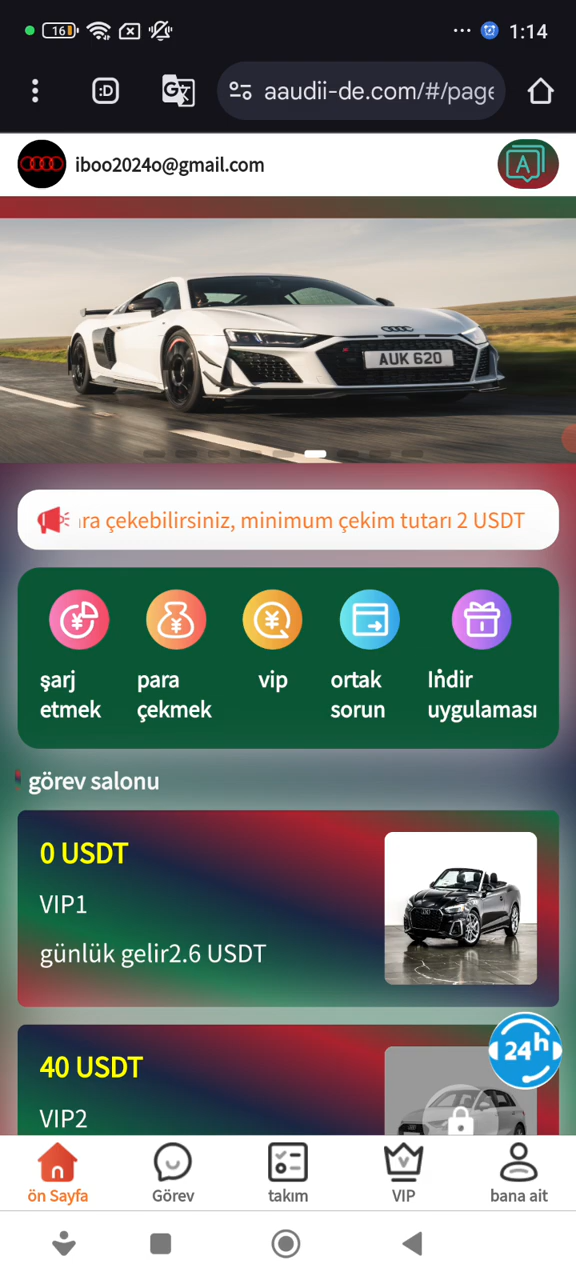 16
1:14
:D
aaudii-de.com/#/page
iboo2024o@gmail.com
A
AUK 620
ara çekebilirsiniz, minimum çekim tutarı 2 USDT
şarj etmek
para çekmek
vip
ortak sorun
İndir uygulaması
görev salonu
0 USDT
VIP1
günlük gelir2.6 USDT
24h
40 USDT
VIP2
ön Sayfa
Görev
takım
VIP
bana ait